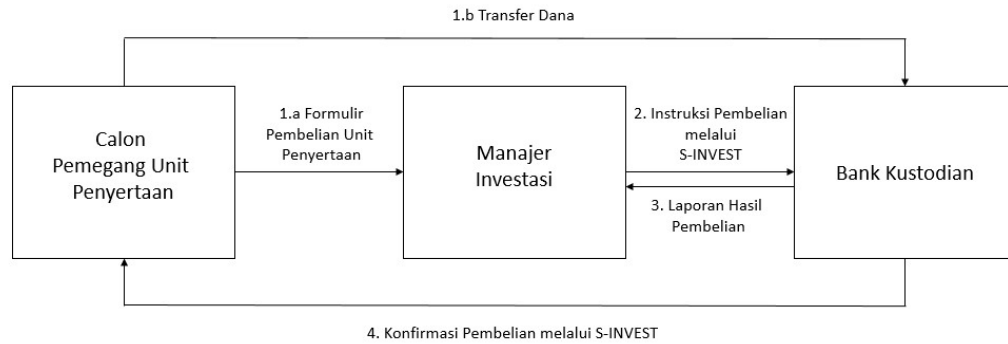 1.b Transfer Dana
Calon
Pemegang Unit
Penyertaan
1.a Formulir
Pembelian Unit
Penyertaan
Manajer
Investasi
2. Instruksi Pembelian
melalui
S-INVEST
3. Laporan Hasil
Pembelian
Bank Kustodian
4. Konfirmasi Pembelian melalui S-INVEST